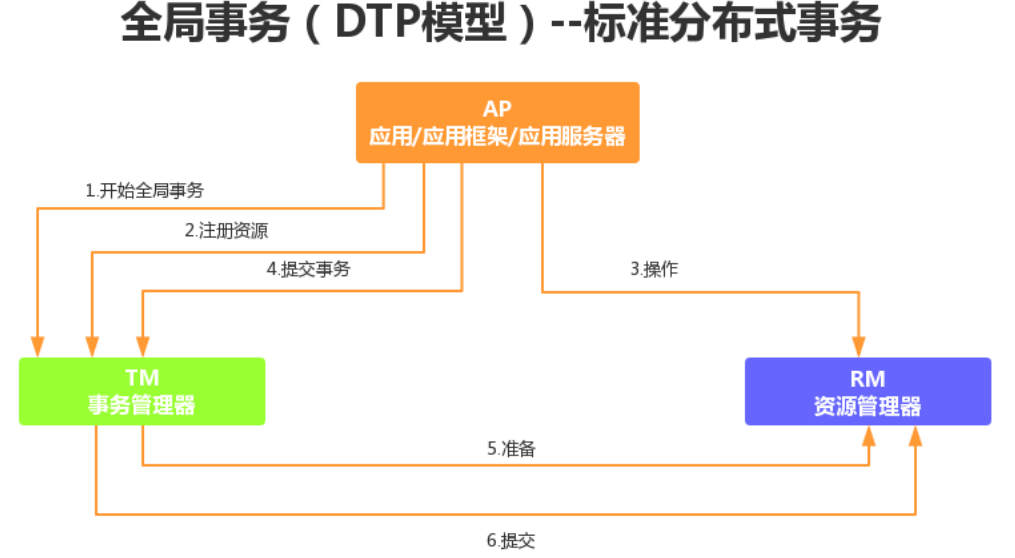 全局事务（DTP模型）--标准分布式事务
AP
应用/应用框架/应用服务器
1.开始全局事务
2.注册资源
4.提交事务
3.操作
TM
事务管理器
RM
资源管理器
5.准备
6.提交